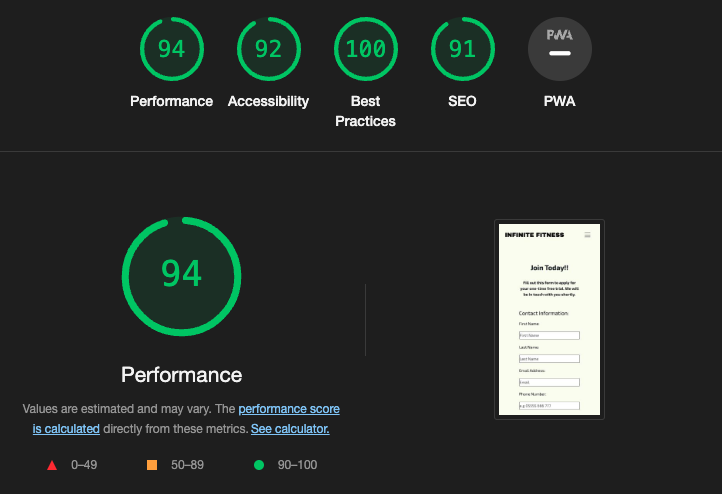 94
92
100
91
PWA
Performance
Accessibility
Best
Practices
SEO
PWA
94
Performance
Values are estimated and may vary. The performance score
is calculated directly from these metrics. See calculator.
0–49
50–89
90–100
INFINITE FITNESS
Join Today!!
Fill out this form to apply for
your one-time free trial. We will
be in touch with you shortly.
Contact Information:
First Name
First Name
Last Name:
Last Name
Email Address:
Email
Phone Number: